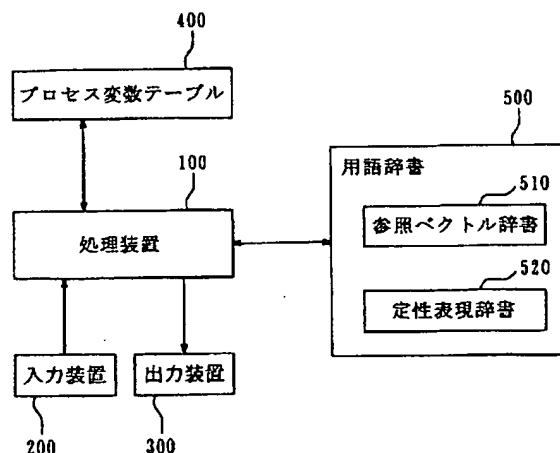 400
プロセス変数テーブル
100
処理装置
入力装置
200
出力装置
300
500
用語辞書
510
参照ベクトル辞書
520
定性表現辞書